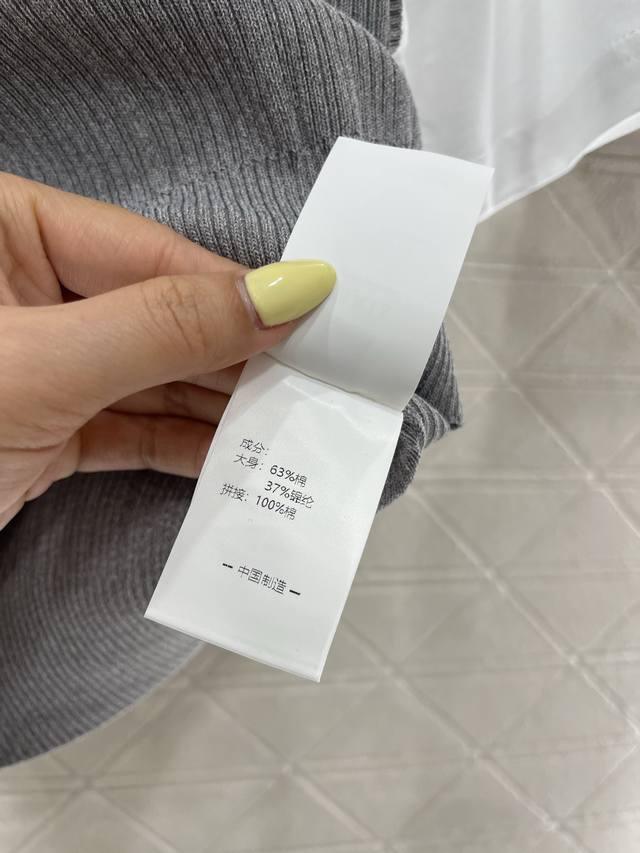 成分：
大身：63%棉
37%锦纶
拼接：100%棉
-- 中国制造 --